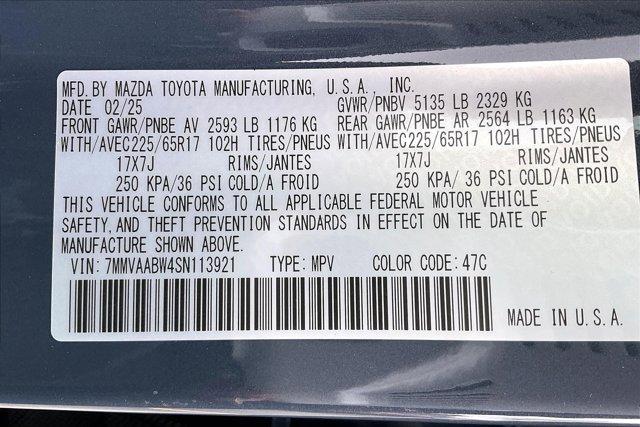 MFD. BY MAZDA TOYOTA MANUFACTURING, U.S.A., INC.
DATE 02/25 GVWR/PNBV 5135 LB 2329 KG
FRONT GAWR/PNBE AV 2593 LB 1176 KG REAR GAWR/PNBE AR 2564 LB 1163 KG
WITH/AVEC225/65R17 102H TIRES/PNEUS WITH/AVEC225/65R17 102H TIRES/PNEUS
17X7J RIMS/JANTES 17X7J RIMS/JANTES
250 KPA/36 PSI COLD/A FROID 250 KPA/ 36 PSI COLD/A FROID
THIS VEHICLE CONFORMS TO ALL APPLICABLE FEDERAL MOTOR VEHICLE
SAFETY, AND THEFT PREVENTION STANDARDS IN EFFECT ON THE DATE OF
MANUFACTURE SHOWN ABOVE.
VIN: 7MMVAABW4SN113921 TYPE: MPV COLOR CODE: 47C
MADE IN U.S.A.